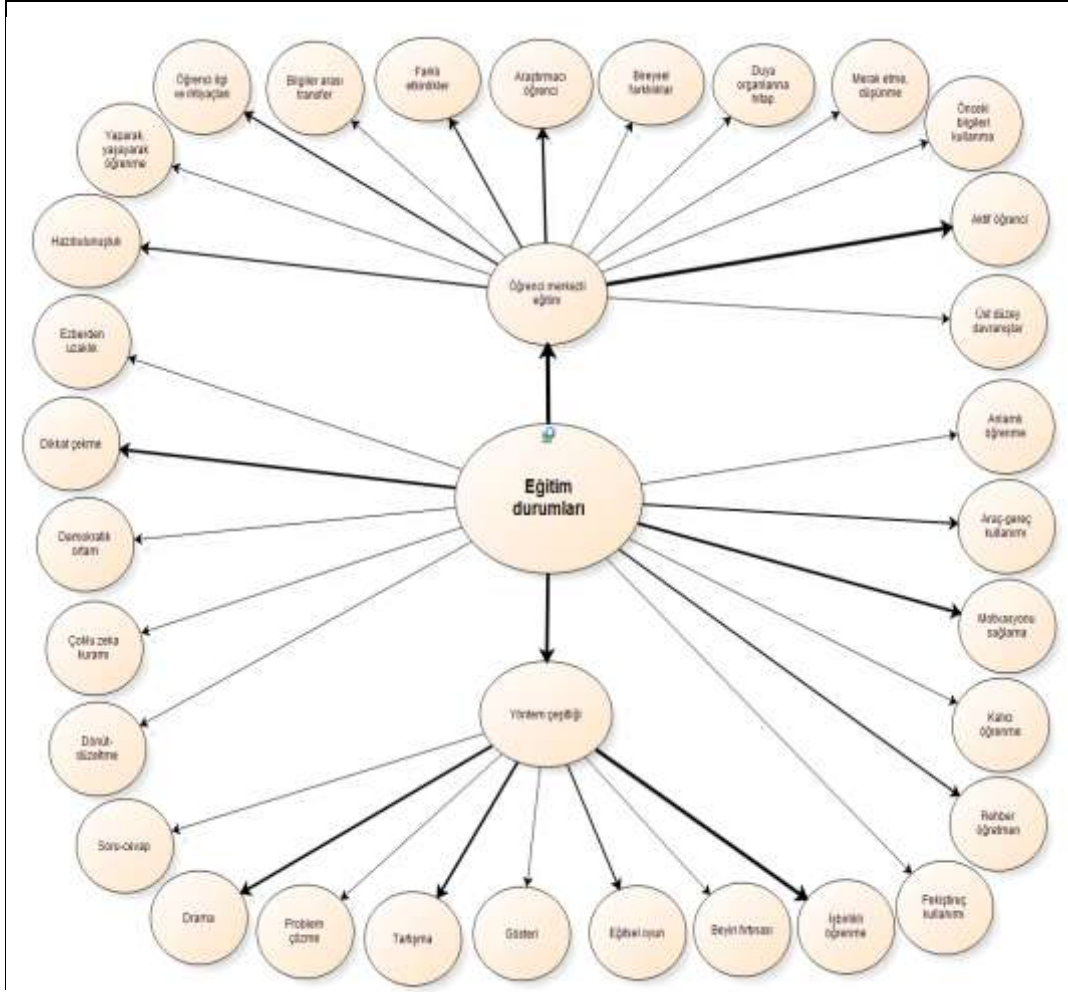 Öğrenci ilgi
ve ihtiyaçları
Bilgiler arası
transfer
Farklı
etkinlikler
Araştırmacı
öğrenci
Bireysel
farklılıklar
Duyu
organlarına
hitap
Merak etme,
düşünme
Önceki
bilgileri
kullanma
Yaparak,
yaşayarak
öğrenme
Hazırbulunuşluk
Öğrenci merkezli
eğitim
Aktif öğrenci
Üst düzey
davranışlar
Ezberden
uzaklık
Dikkat çekme
Demokratik
ortam
Çoklu zeka
kuramı
Dönüt-
düzeltme
Eğitim
durumları
Anlamlı
öğrenme
Araç-gereç
kullanımı
Motivasyonu
sağlama
Kalıcı
öğrenme
Rehber
öğretmen
Pekiştireç
kullanımı
Yöntem çeşitliği
Soru-cevap
Drama
Problem
çözme
Tartışma
Gösteri
Eğitsel oyun
Beyin fırtınası
İşbirlikli
öğrenme